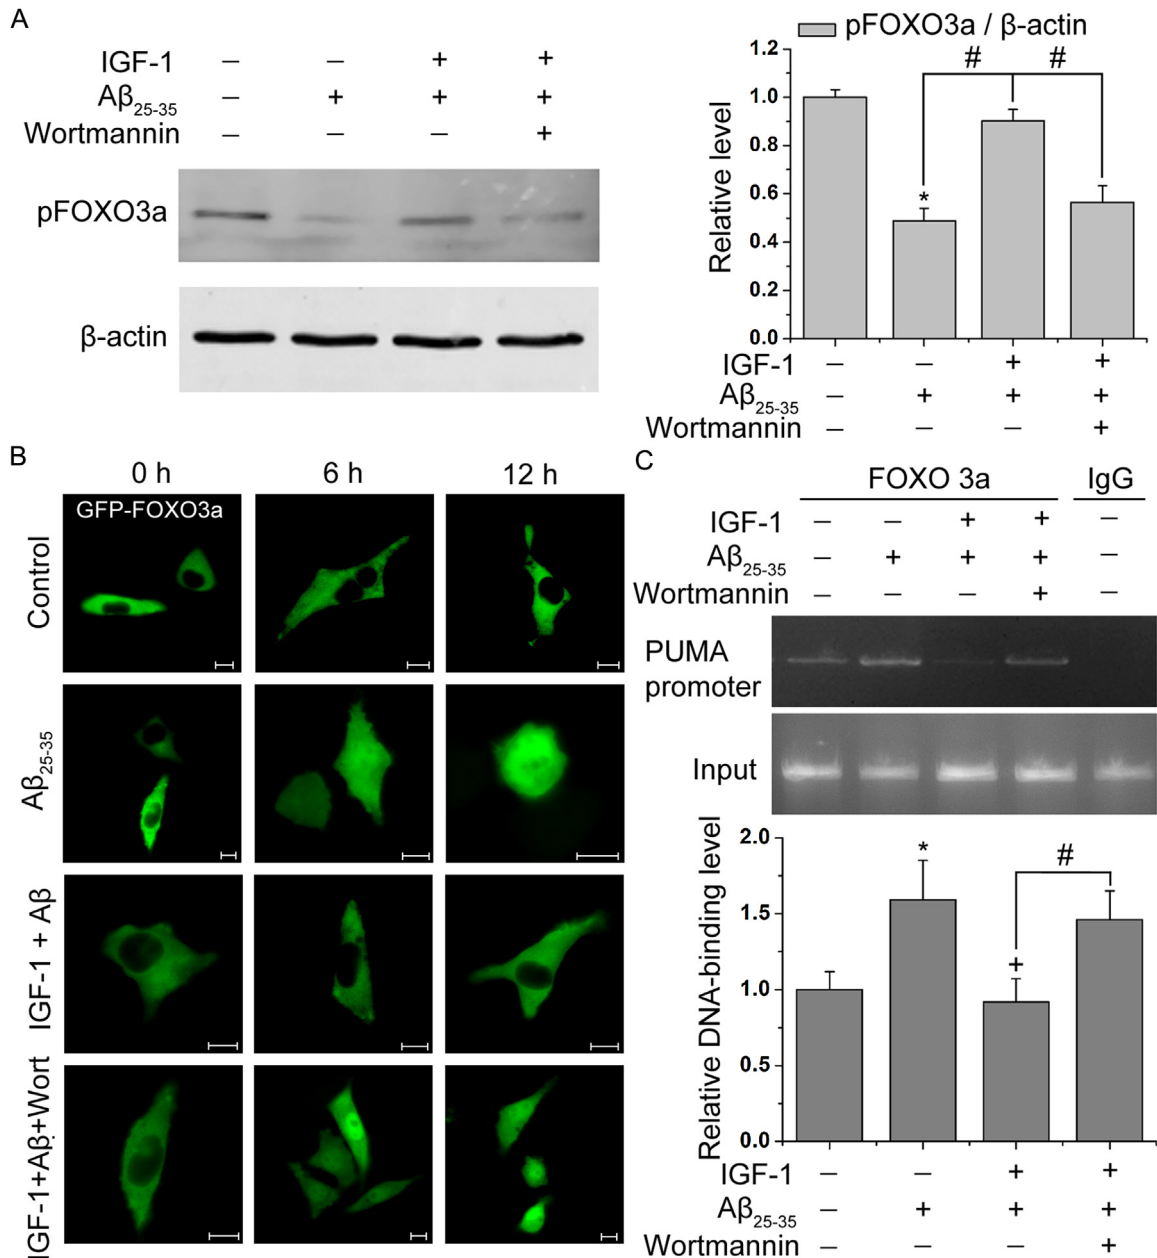 A
IGF-1 – – + +
Aβ25-35 – + + +
Wortmannin – – – +
pFOXO3a
β-actin
pFOXO3a / β-actin
Relative level
1.2
1.0
0.8
0.6
0.4
0.2
0.0
*
# #
IGF-1 – – + +
Aβ25-35 – + + +
Wortmannin – – – +
B
0 h 6 h 12 h
GFP-FOXO3a
Control
Aβ25-35
IGF-1 + Aβ
IGF-1+Aβ+Wort
C
FOXO 3a IgG
IGF-1 – – + + –
Aβ25-35 – + + + –
Wortmannin – – – + –
PUMA
promoter
Input
Relative DNA-binding level
2.0
1.5
1.0
0.5
0.0
*
+
#
IGF-1 – – + +
Aβ25-35 – + + +
Wortmannin – – – +